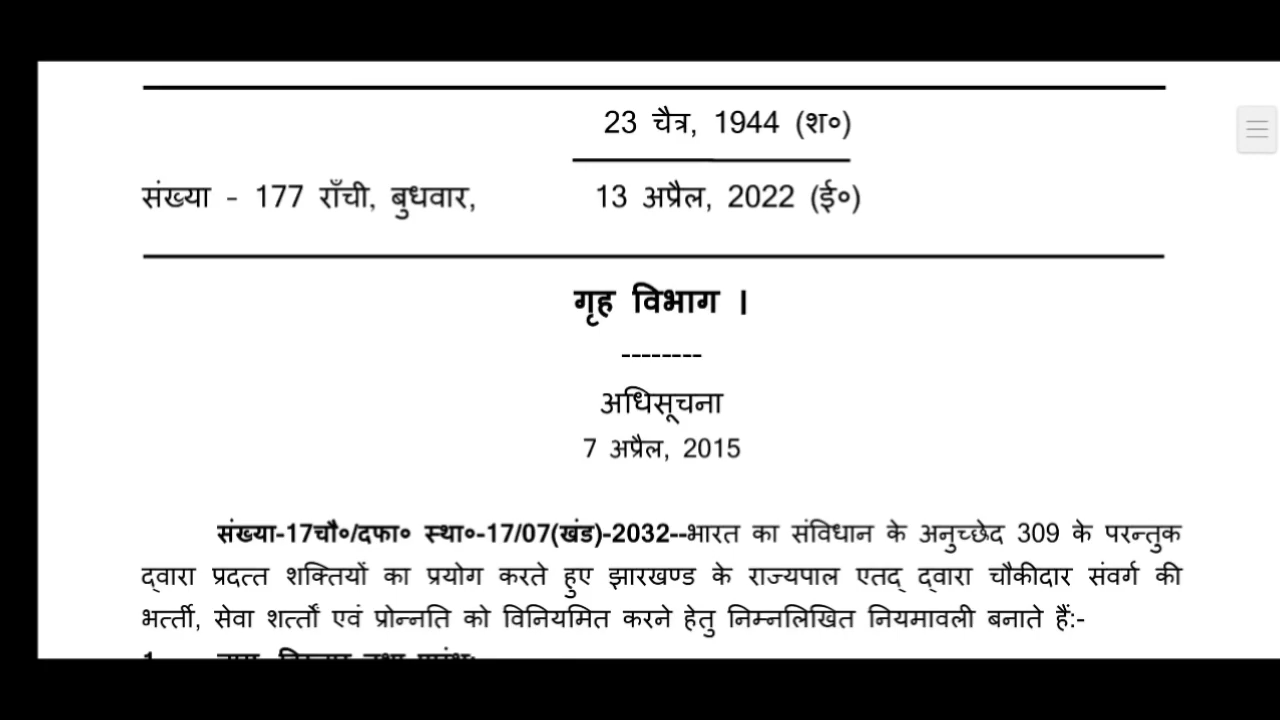 23 चैत्र, 1944 (श०)
संख्या - 177 राँची, बुधवार, 13 अप्रैल, 2022 (ई०)
गृह विभाग ।
--------
अधिसूचना
7 अप्रैल, 2015
संख्या-17चौ०/दफा० स्था०-17/07(खंड)-2032--भारत का संविधान के अनुच्छेद 309 के परन्तुक
द्वारा प्रदत्त शक्तियों का प्रयोग करते हुए झारखण्ड के राज्यपाल एतद् द्वारा चौकीदार संवर्ग की
भर्त्ती, सेवा शर्त्तों एवं प्रोन्नति को विनियमित करने हेतु निम्नलिखित नियमावली बनाते हैं:-